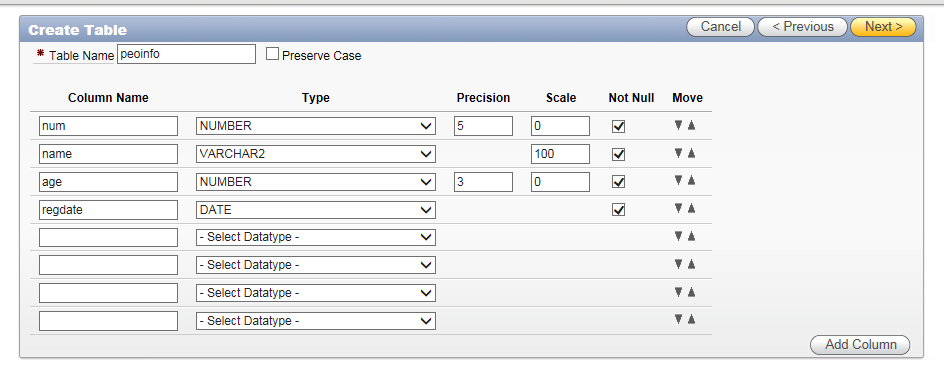 Create Table
Cancel
< Previous
Next >
* Table Name peoinfo Preserve Case
Column Name Type Precision Scale Not Null Move
num NUMBER 5 0
name VARCHAR2 100
age NUMBER 3 0
regdate DATE
- Select Datatype -
- Select Datatype -
- Select Datatype -
- Select Datatype -
Add Column